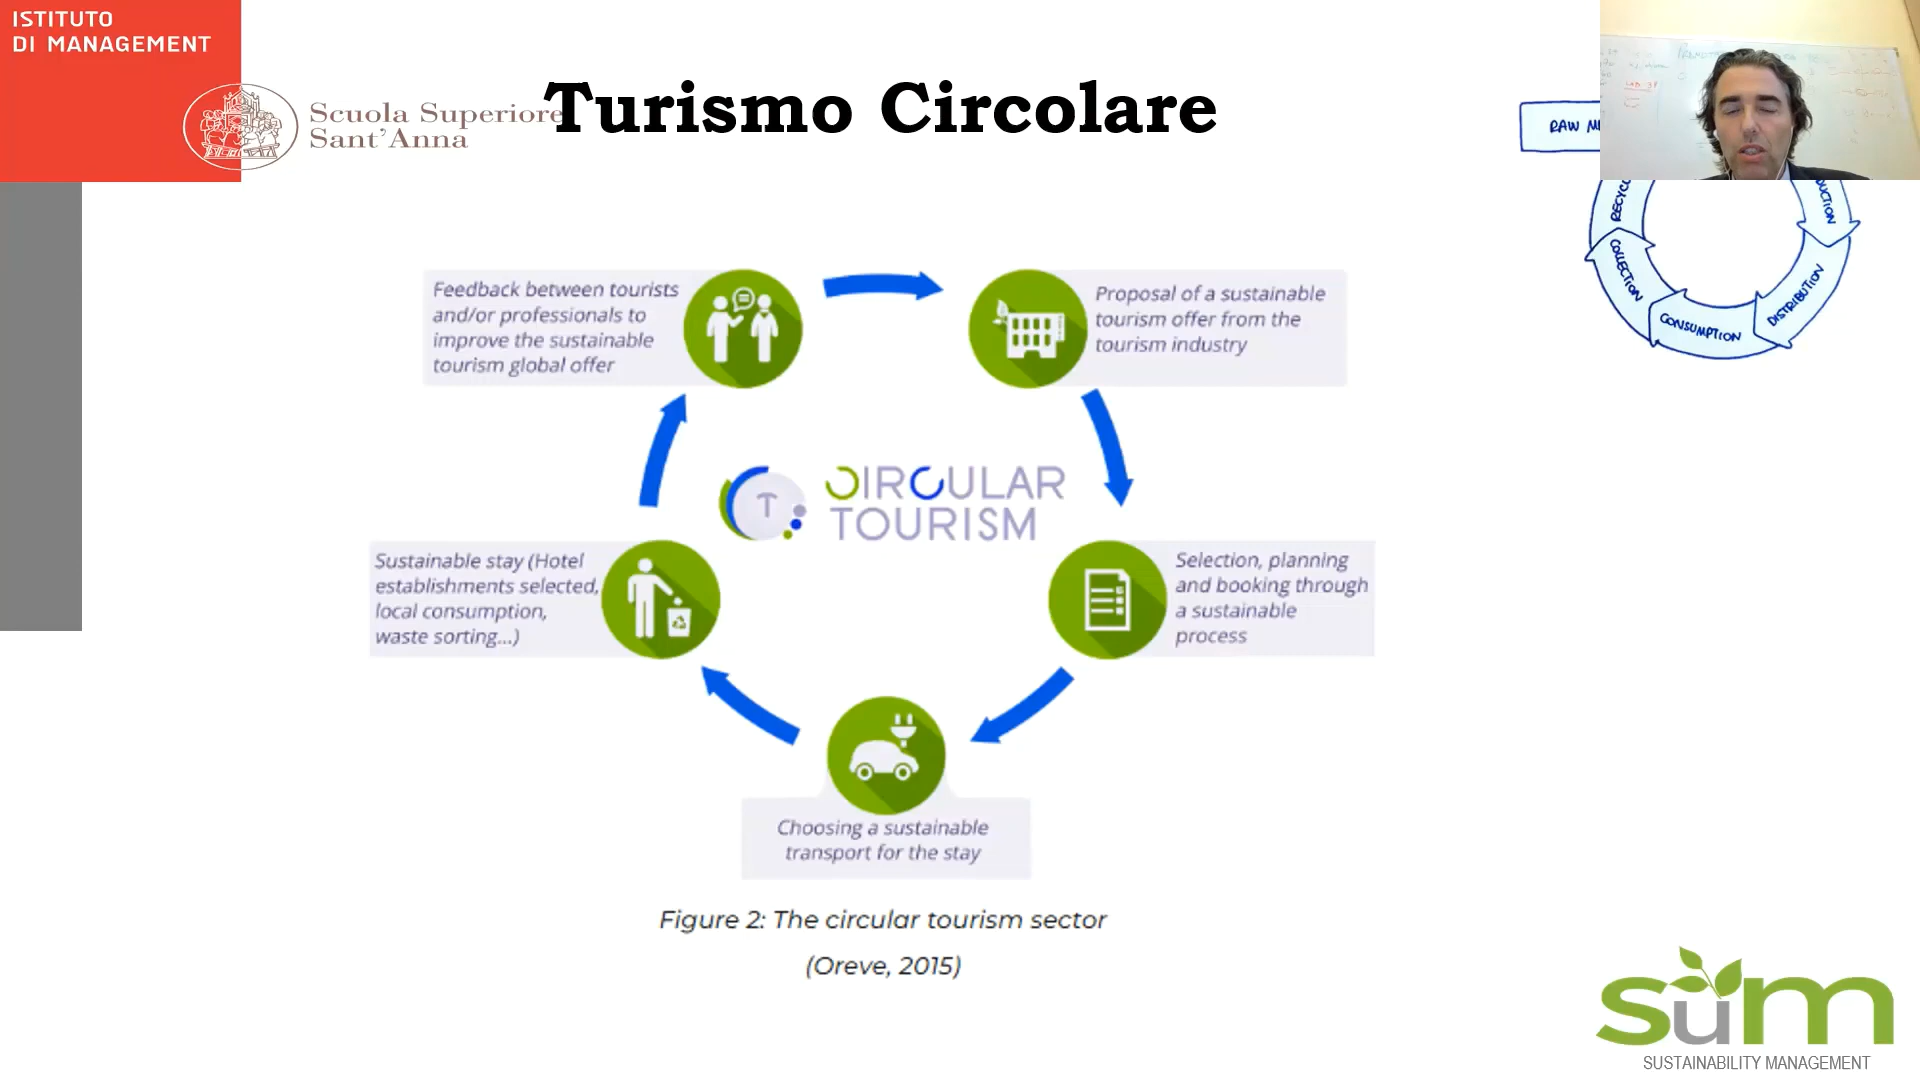 ISTITUTO
DI MANAGEMENT
Scuola Superiore
Sant'Anna
Turismo Circolare
RAW
RECYC
UCTION
COLLECTION
DISTRIBUTION
CONSUMPTION
Feedback between tourists
and/or professionals to
improve the sustainable
tourism global offer
Proposal of a sustainable
tourism offer from the
tourism industry
T
CIRCULAR
TOURISM
Sustainable stay (Hotel
establishments selected,
local consumption,
waste sorting...)
Selection, planning
and booking through
a sustainable
process
Choosing a sustainable
transport for the stay
Figure 2: The circular tourism sector
(Oreve, 2015)
sum
SUSTAINABILITY MANAGEMENT